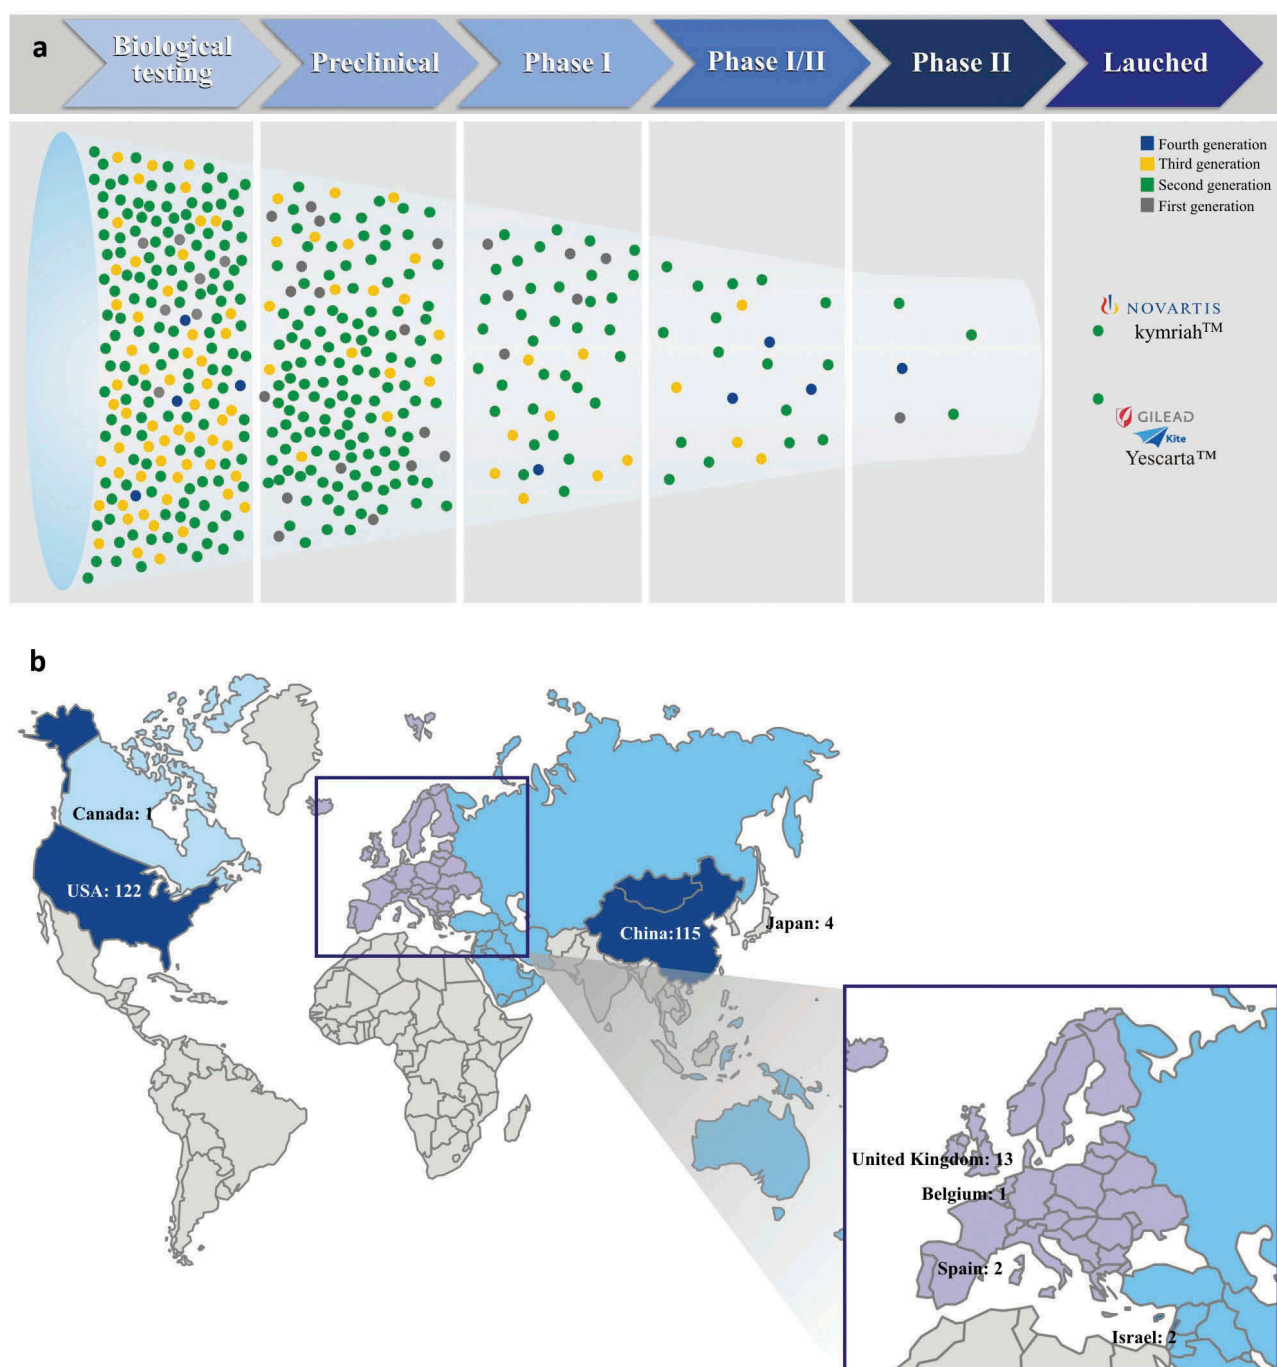 a
Biological
testing
Preclinical
Phase I
Phase I/II
Phase II
Lauched
Fourth generation
Third generation
Second generation
First generation
NOVARTIS
kymriah™
GILEAD
Kite
Yescarta™
b
Canada: 1
USA: 122
China:115
Japan: 4
United Kingdom: 13
Belgium: 1
Spain: 2
Israel: 2